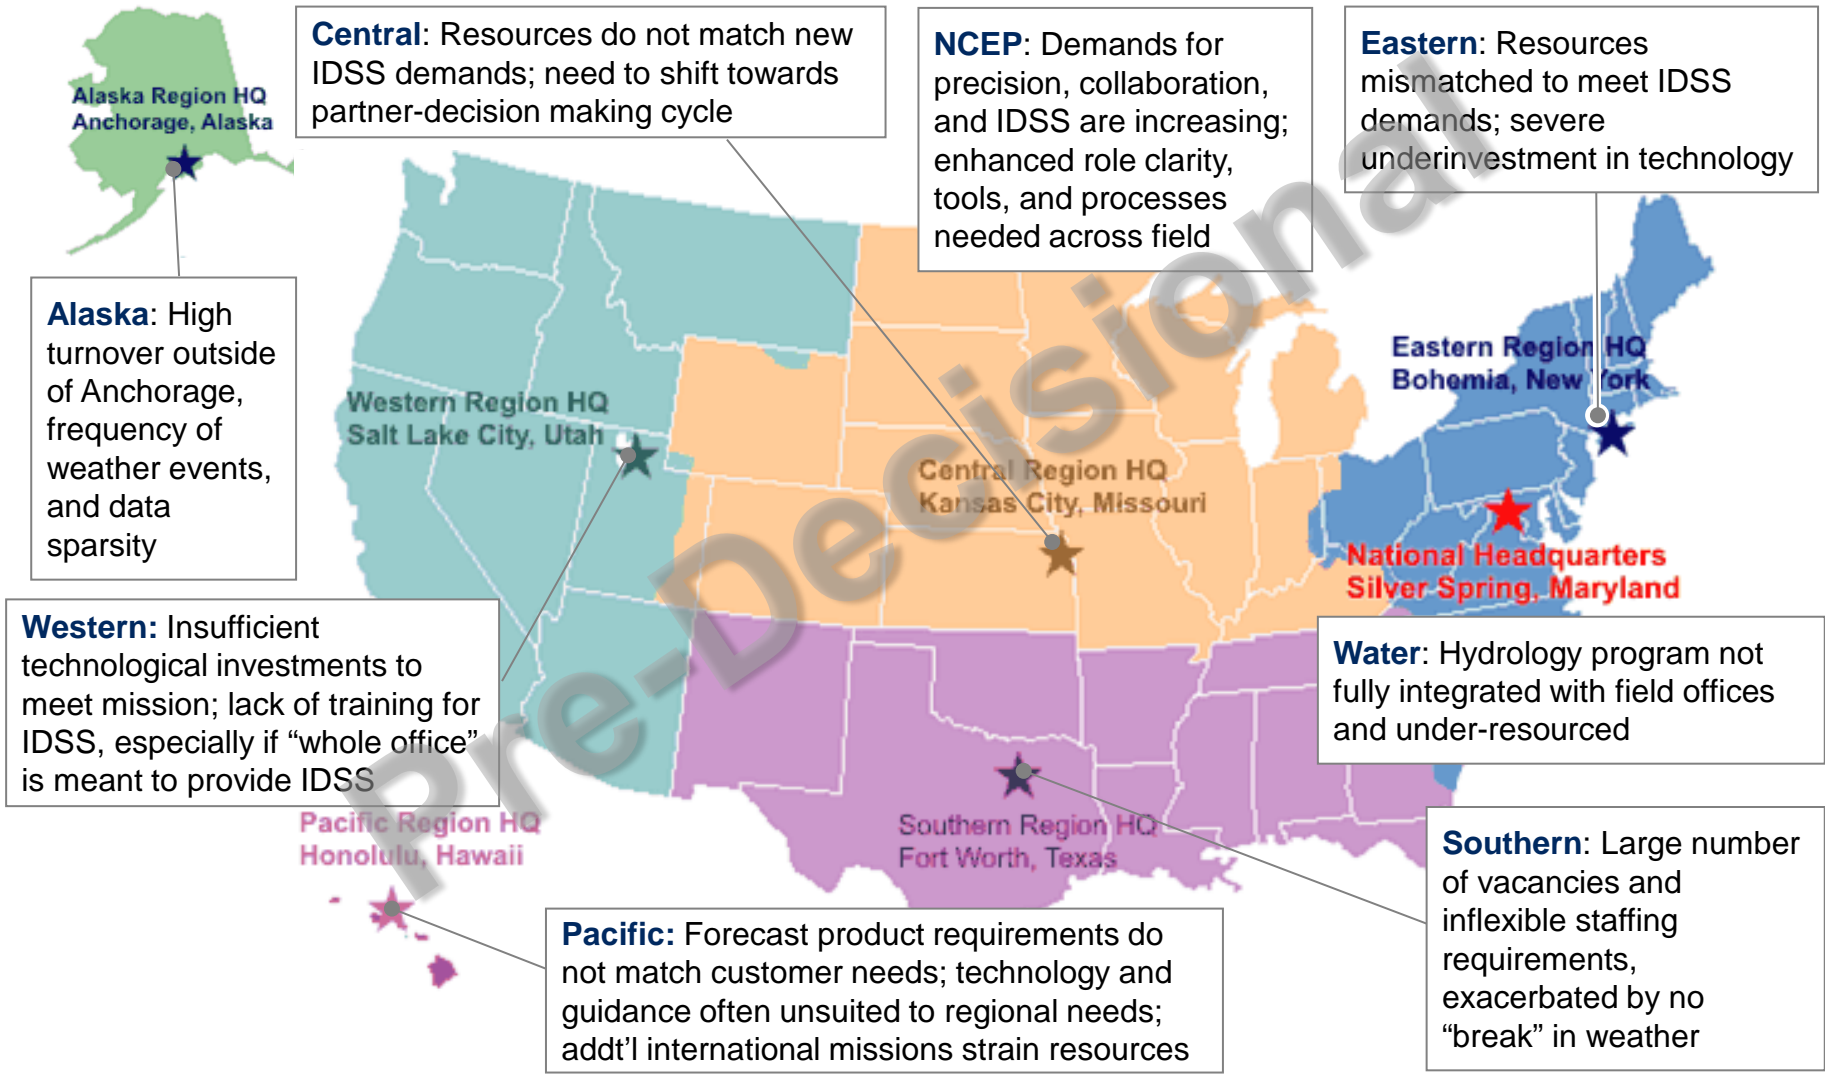 Alaska Region HQ
Anchorage, Alaska
Central: Resources do not match new
IDSS demands; need to shift towards
partner-decision making cycle
NCEP: Demands for
precision, collaboration,
and IDSS are increasing;
enhanced role clarity,
tools, and processes
needed across field
Eastern: Resources
mismatched to meet IDSS
demands; severe
underinvestment in technology
Alaska: High
turnover outside
of Anchorage,
frequency of
weather events,
and data
sparsity
Eastern Region HQ
Bohemia, New York
Western Region HQ
Salt Lake City, Utah
Central Region HQ
Kansas City, Missouri
National Headquarters
Silver Spring, Maryland
Western: Insufficient
technological investments to
meet mission; lack of training for
IDSS, especially if “whole office”
is meant to provide IDSS
Water: Hydrology program not
fully integrated with field offices
and under-resourced
Pacific Region HQ
Honolulu, Hawaii
Southern Region HQ
Fort Worth, Texas
Southern: Large number
of vacancies and
inflexible staffing
requirements,
exacerbated by no
“break” in weather
Pacific: Forecast product requirements do
not match customer needs; technology and
guidance often unsuited to regional needs;
addt’l international missions strain resources
Pre-Decisional